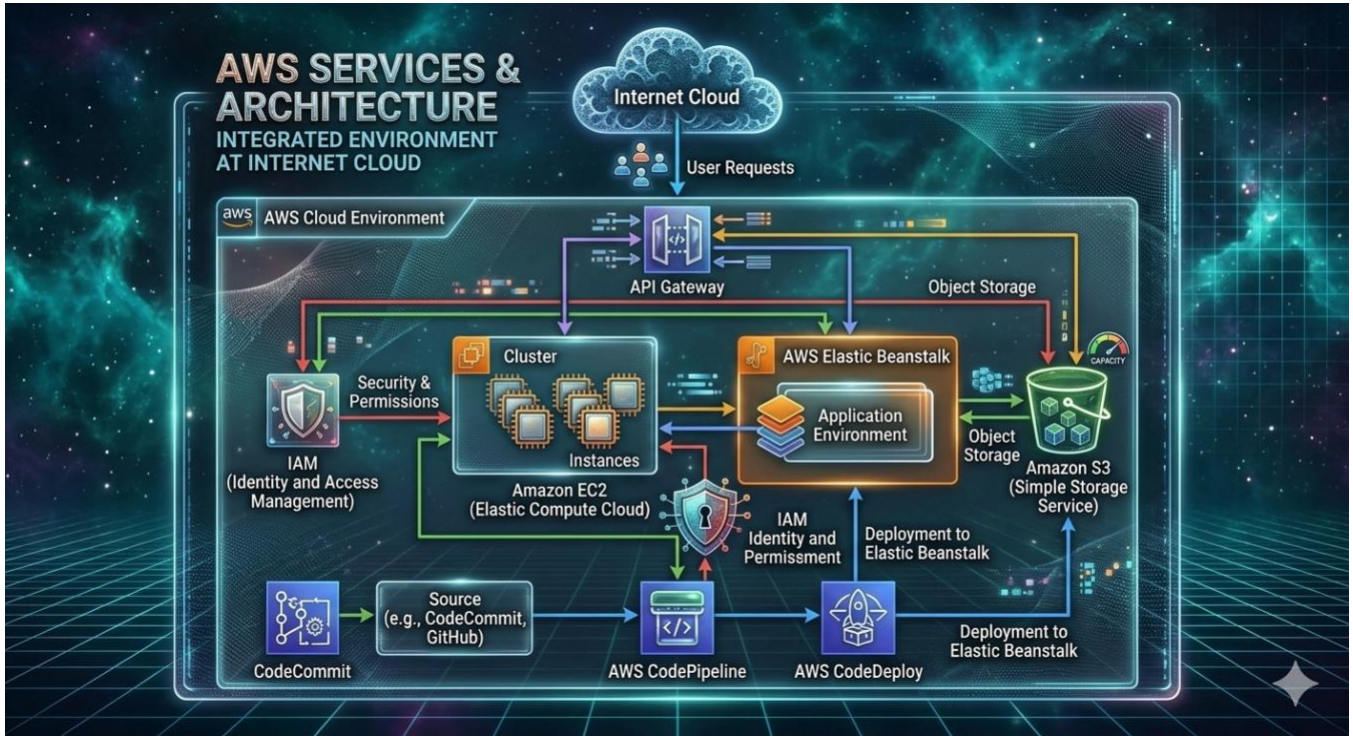 AWS SERVICES &
ARCHITECTURE
INTEGRATED ENVIRONMENT
AT INTERNET CLOUD
Internet Cloud
User Requests
aws
AWS Cloud Environment
</>
API Gateway
Object Storage
Cluster
AWS Elastic Beanstalk
CAPACITY
Security &
Permissions
Application
Environment
Instances
Object
Storage
IAM
(Identity and Access
Management)
Amazon EC2
(Elastic Compute Cloud)
Amazon S3
(Simple Storage
Service)
IAM
Identity and
Permissment
Deployment to
Elastic Beanstalk
Source
(e.g., CodeCommit,
GitHub)
</>
CodeCommit
AWS CodePipeline
AWS CodeDeploy
Deployment to
Elastic Beanstalk